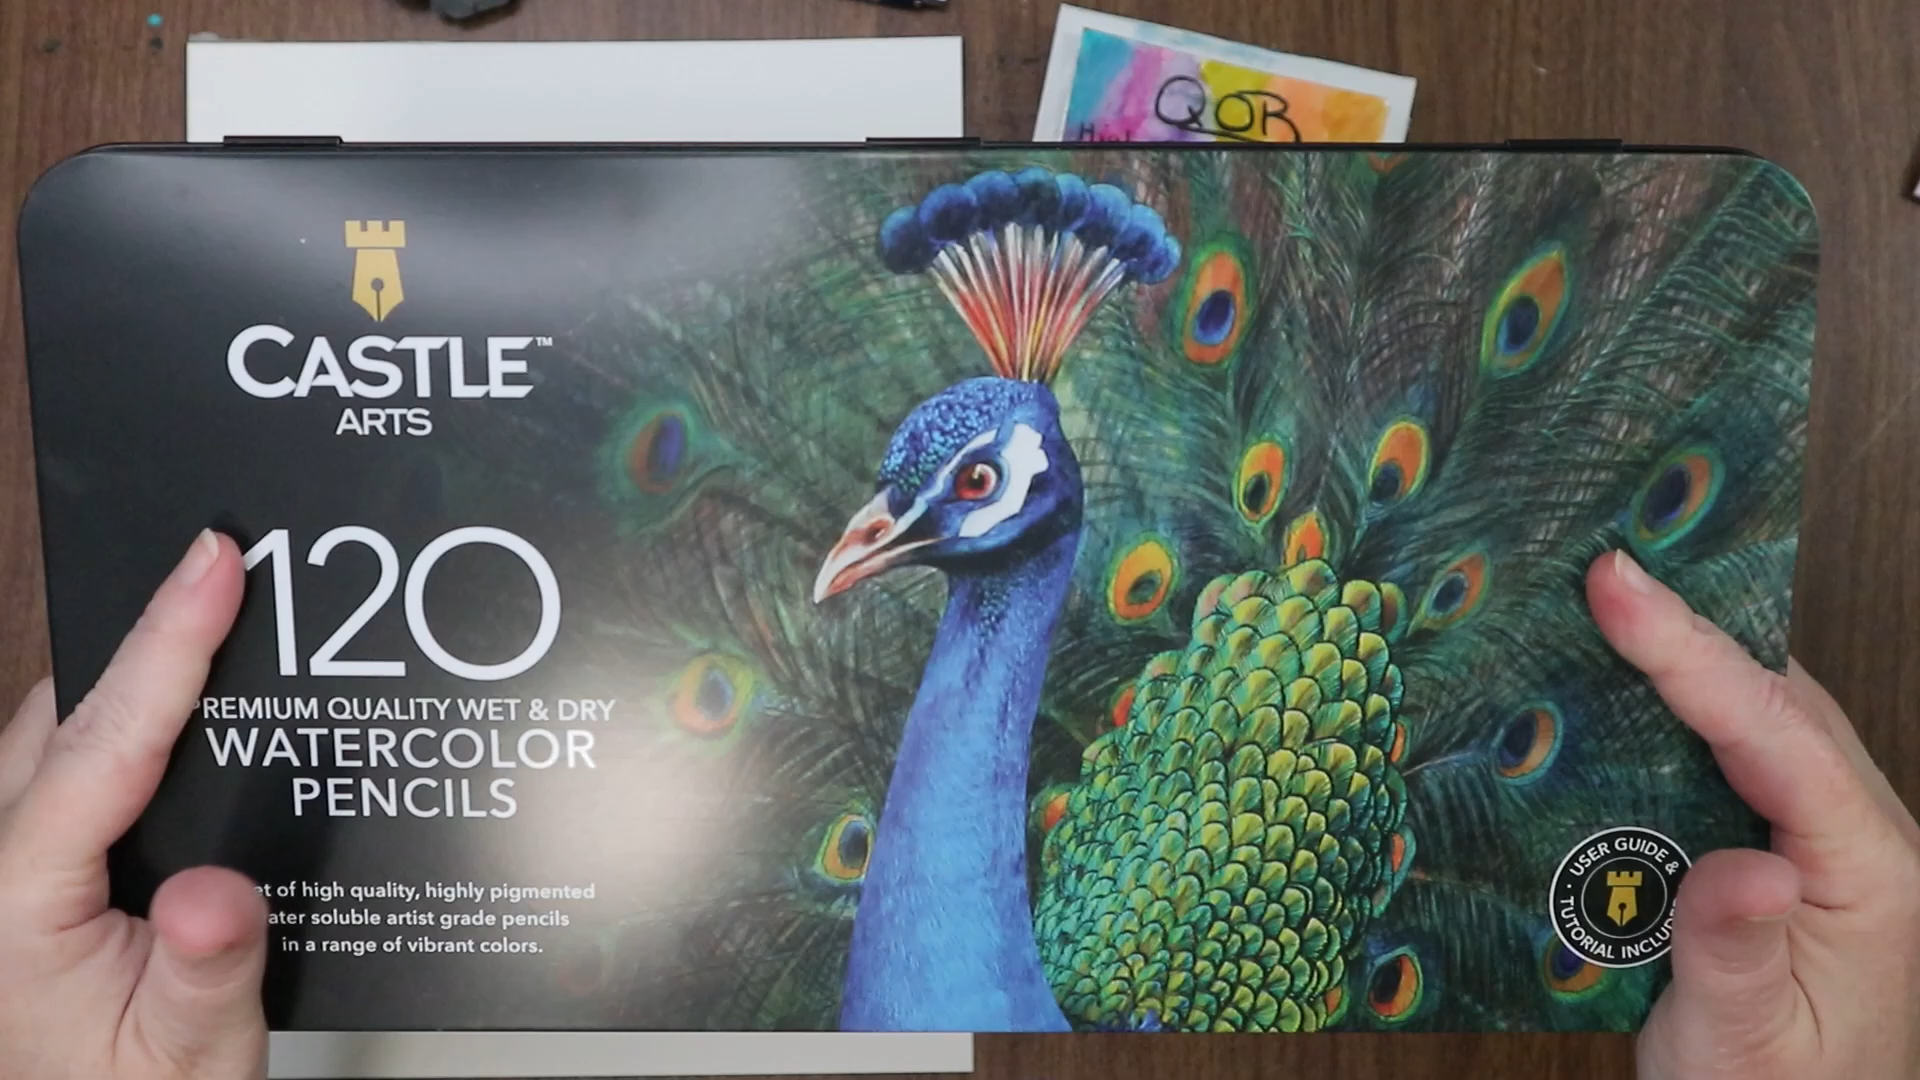 QOR
CASTLE™
ARTS
120
PREMIUM QUALITY WET & DRY
WATERCOLOR
PENCILS
of high quality, highly pigmented
soluble artist grade pencils
in a range of vibrant colors.
· USER GUIDE &
TUTORIAL